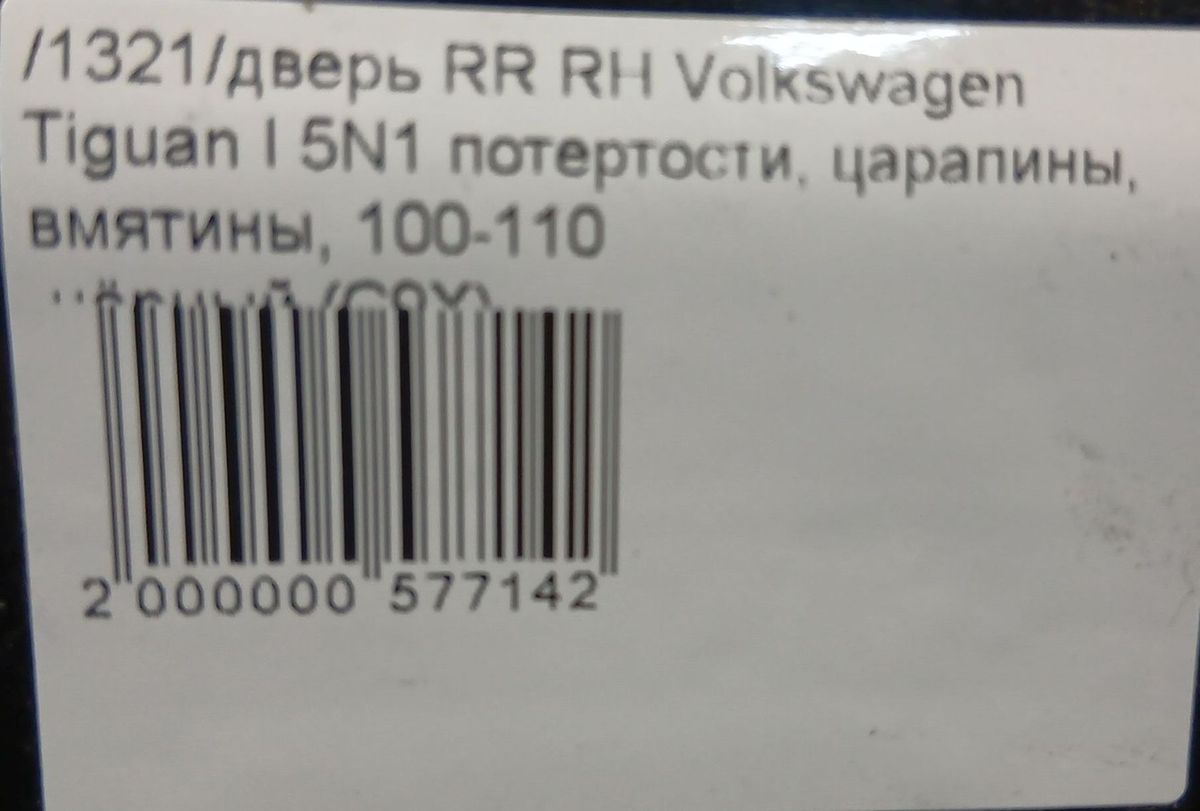 /1321/дверь RR RH Volkswagen
Tiguan I 5N1 потертости, царапины,
вмятины, 100-110
2 000000 577142